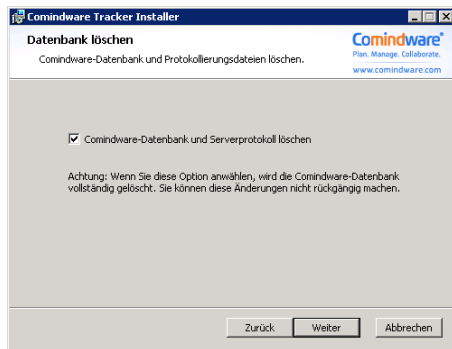 Comindware Tracker Installer
Datenbank löschen
Comindware-Datenbank und Protokollierungsdateien löschen.
Comindware®
Plan. Manage. Collaborate.
www.comindware.com
Comindware-Datenbank und Serverprotokoll löschen
Achtung: Wenn Sie diese Option anwählen, wird die Comindware-Datenbank
vollständig gelöscht. Sie können diese Änderungen nicht rückgängig machen.
Zurück
Weiter
Abbrechen